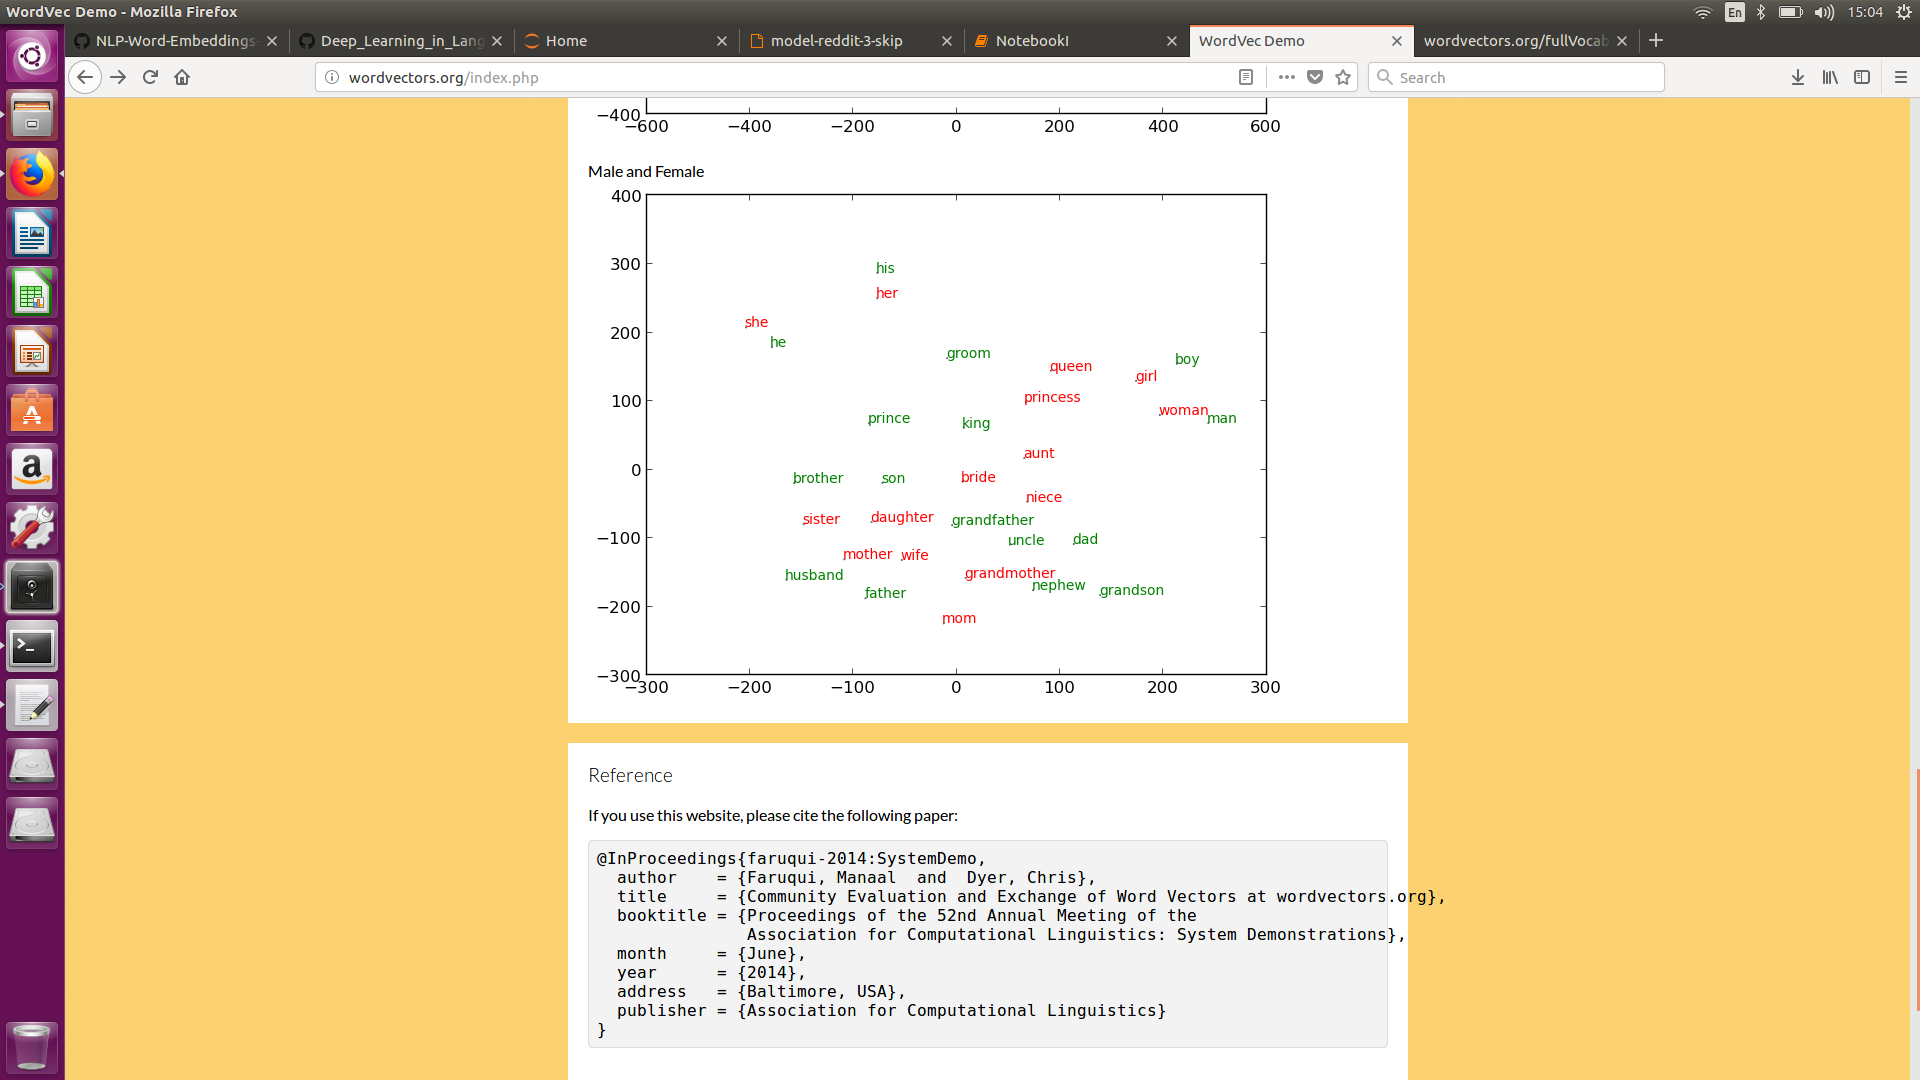 WordVec Demo - Mozilla Firefox
En
15:04
NLP-Word-Embeddings-
Deep_Learning_in_Lang
Home
model-reddit-3-skip
NotebookI
WordVec Demo
wordvectors.org/fullVocab
wordvectors.org/index.php
Search
−400
−600 −400 −200 0 200 400 600
Male and Female
400
300
200
100
0
−100
−200
−300
his
her
she
he
groom
queen
boy
girl
princess
woman
man
prince
king
aunt
brother
son
bride
niece
sister
daughter
grandfather
uncle
dad
mother
wife
husband
grandmother
nephew
father
grandson
mom
−300 −200 −100 0 100 200 300
Reference
If you use this website, please cite the following paper:
@InProceedings{faruqui-2014:SystemDemo,
author = {Faruqui, Manaal and Dyer, Chris},
title = {Community Evaluation and Exchange of Word Vectors at wordvectors.org},
booktitle = {Proceedings of the 52nd Annual Meeting of the
Association for Computational Linguistics: System Demonstrations},
month = {June},
year = {2014},
address = {Baltimore, USA},
publisher = {Association for Computational Linguistics}
}